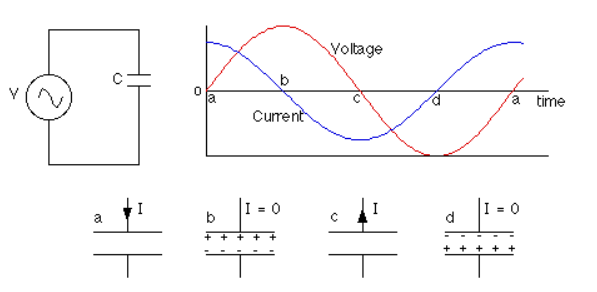 V
C
Voltage
0
a
b
c
d
a
time
Current
a
I
b
I = 0
+ + + + +
- - - - -
c
I
d
I = 0
- - - - -
+ + + + +